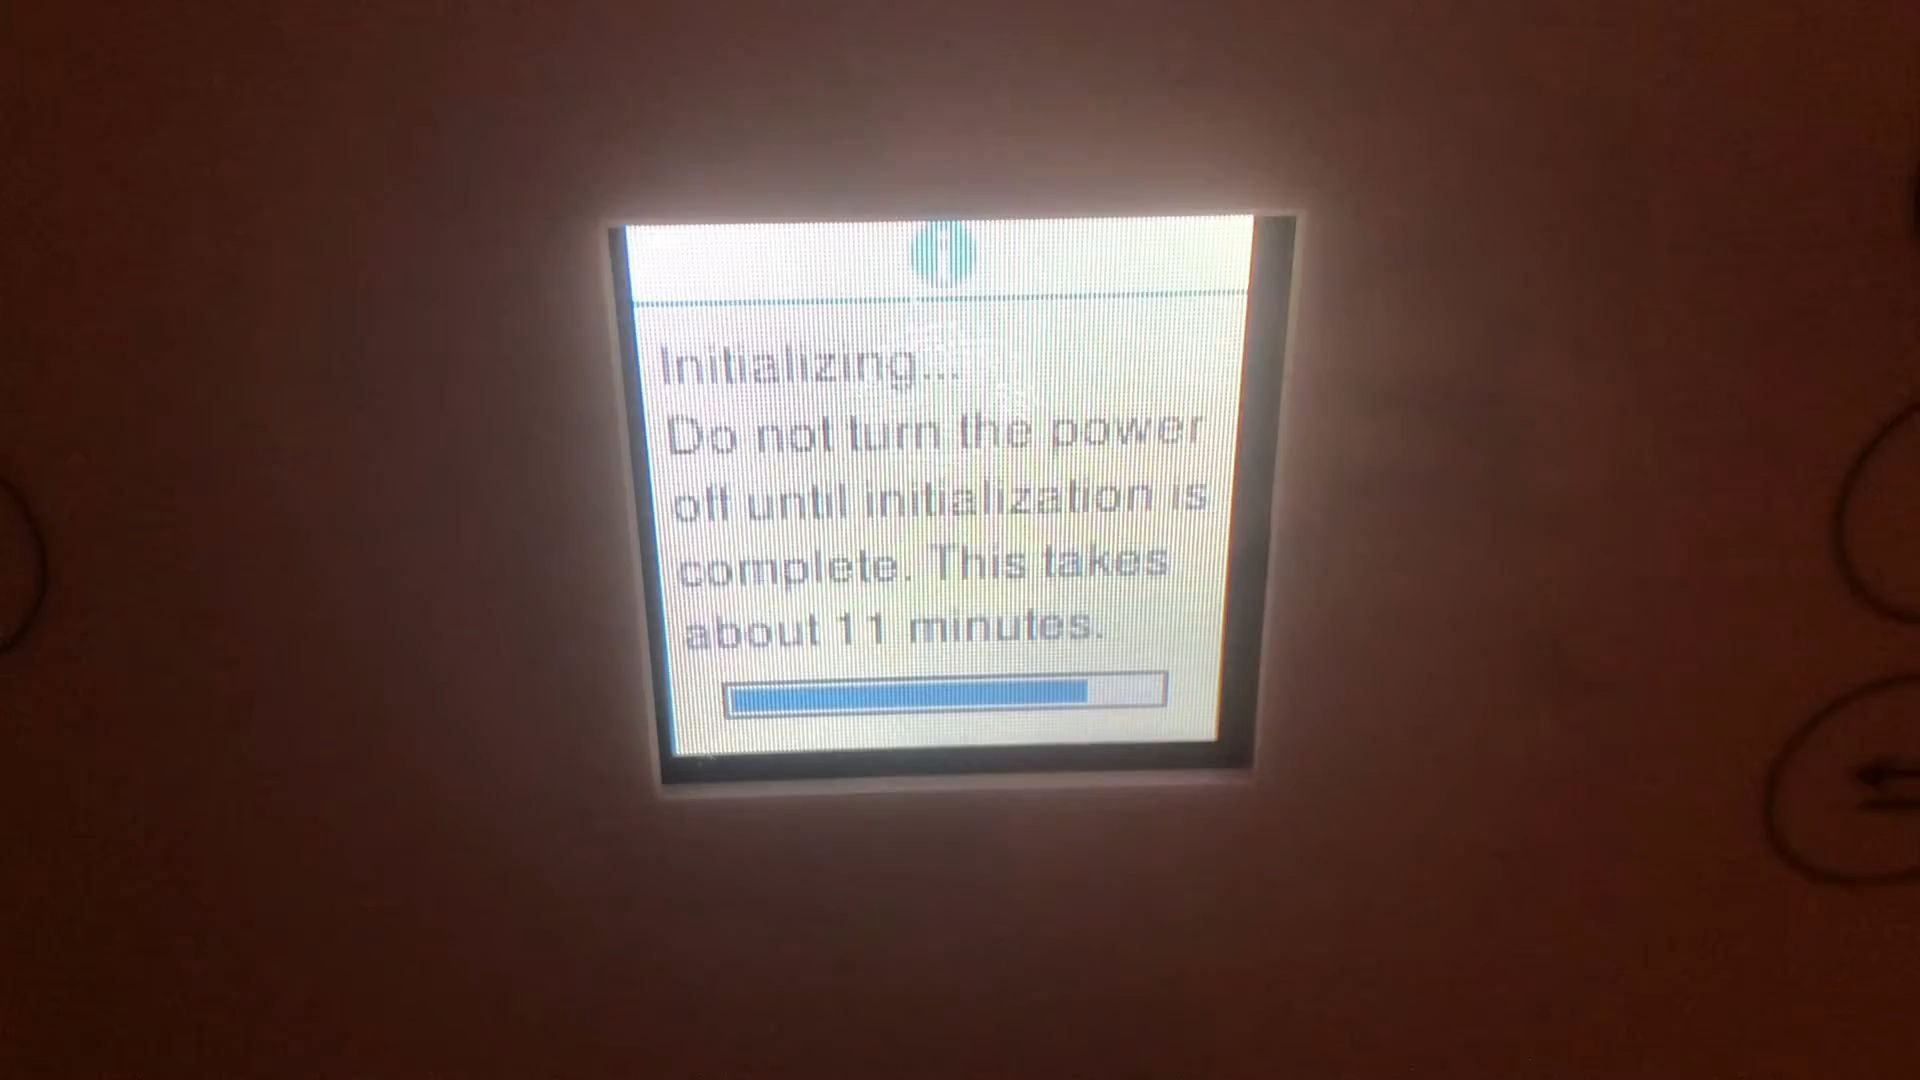 Initializing...
Do not turn the power
off until initialization is
complete. This takes
about 11 minutes.